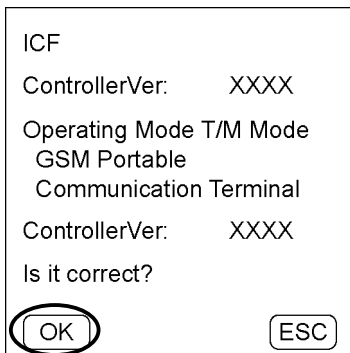 ICF
ControllerVer: XXXX
Operating Mode T/M Mode
GSM Portable
Communication Terminal
ControllerVer: XXXX
Is it correct?
OK ESC